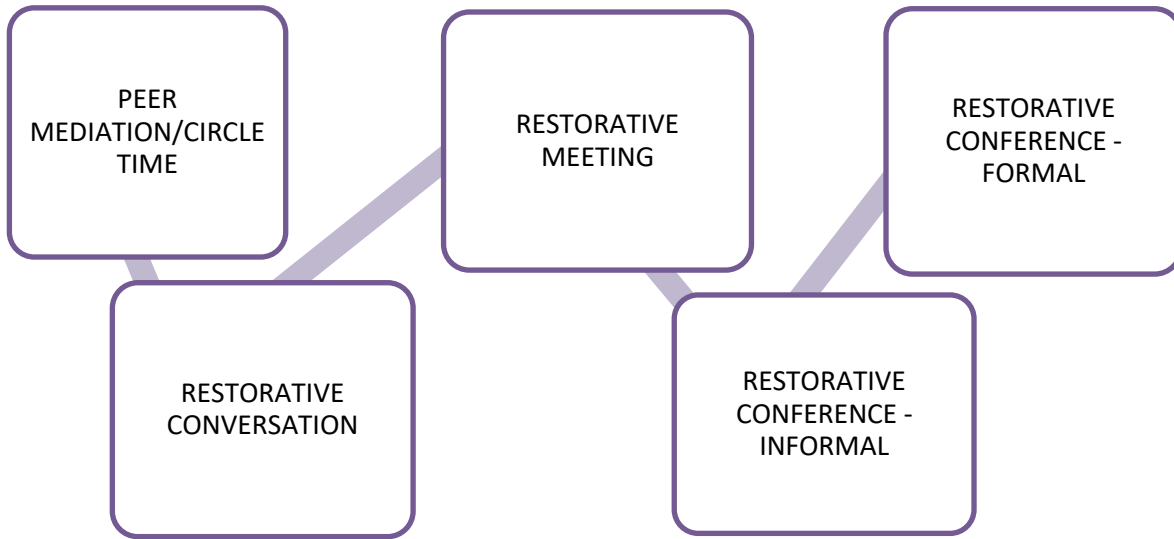 PEER
MEDIATION/CIRCLE
TIME
RESTORATIVE
CONVERSATION
RESTORATIVE
MEETING
RESTORATIVE
CONFERENCE -
INFORMAL
RESTORATIVE
CONFERENCE -
FORMAL